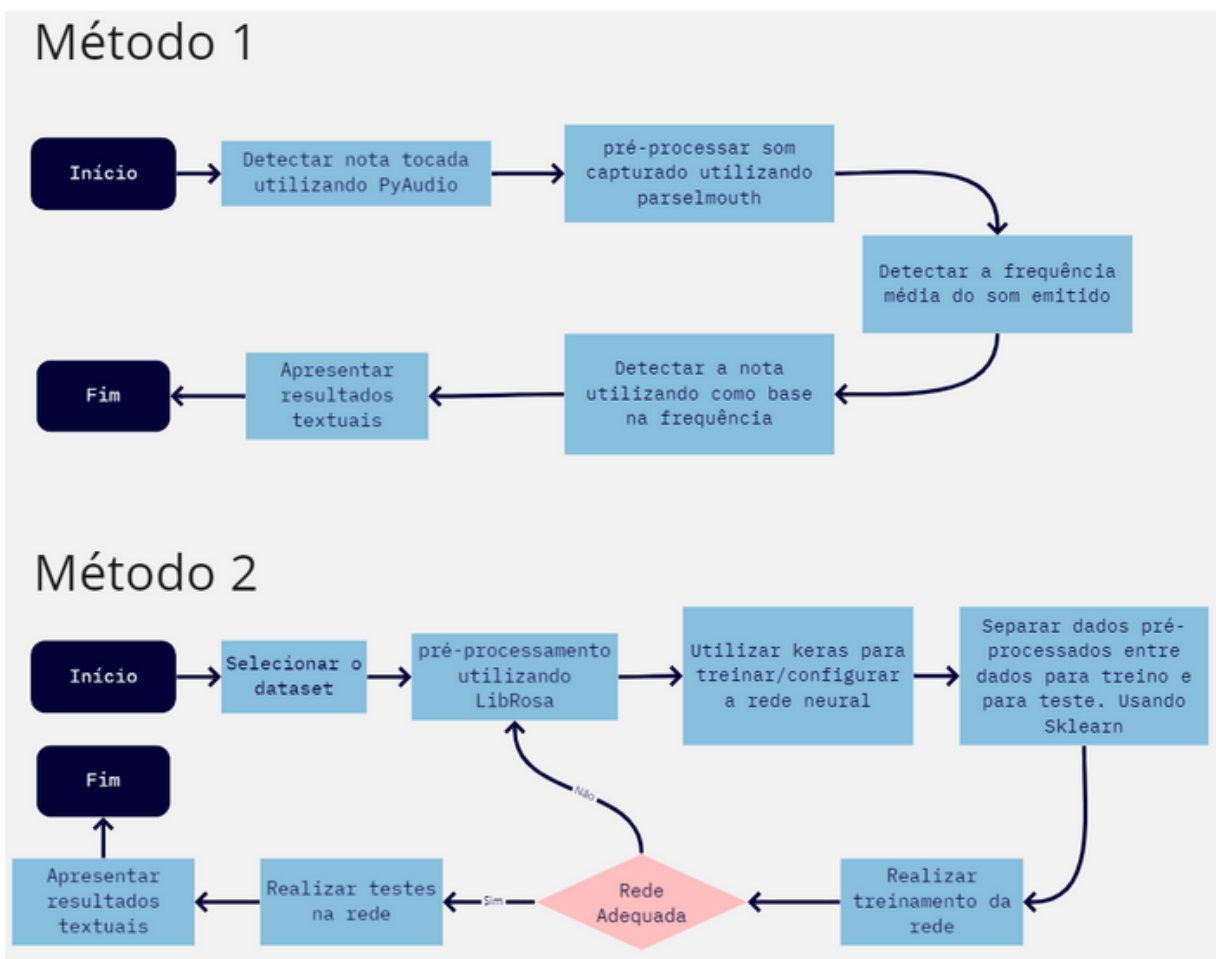 Método 1
Início
Detectar nota tocada
utilizando PyAudio
pré-processar som
capturado utilizando
parselmouth
Detectar a frequência
média do som emitido
Detectar a nota
utilizando como base
na frequência
Apresentar
resultados
textuais
Fim
Método 2
Início
Selecionar o
dataset
pré-processamento
utilizando
LibRosa
Utilizar keras para
treinar/configurar
a rede neural
Separar dados pré-
processados entre
dados para treino e
para teste. Usando
Sklearn
Realizar
treinamento da
rede
Rede
Adequada
Não
Sim
Realizar testes
na rede
Apresentar
resultados
textuais
Fim